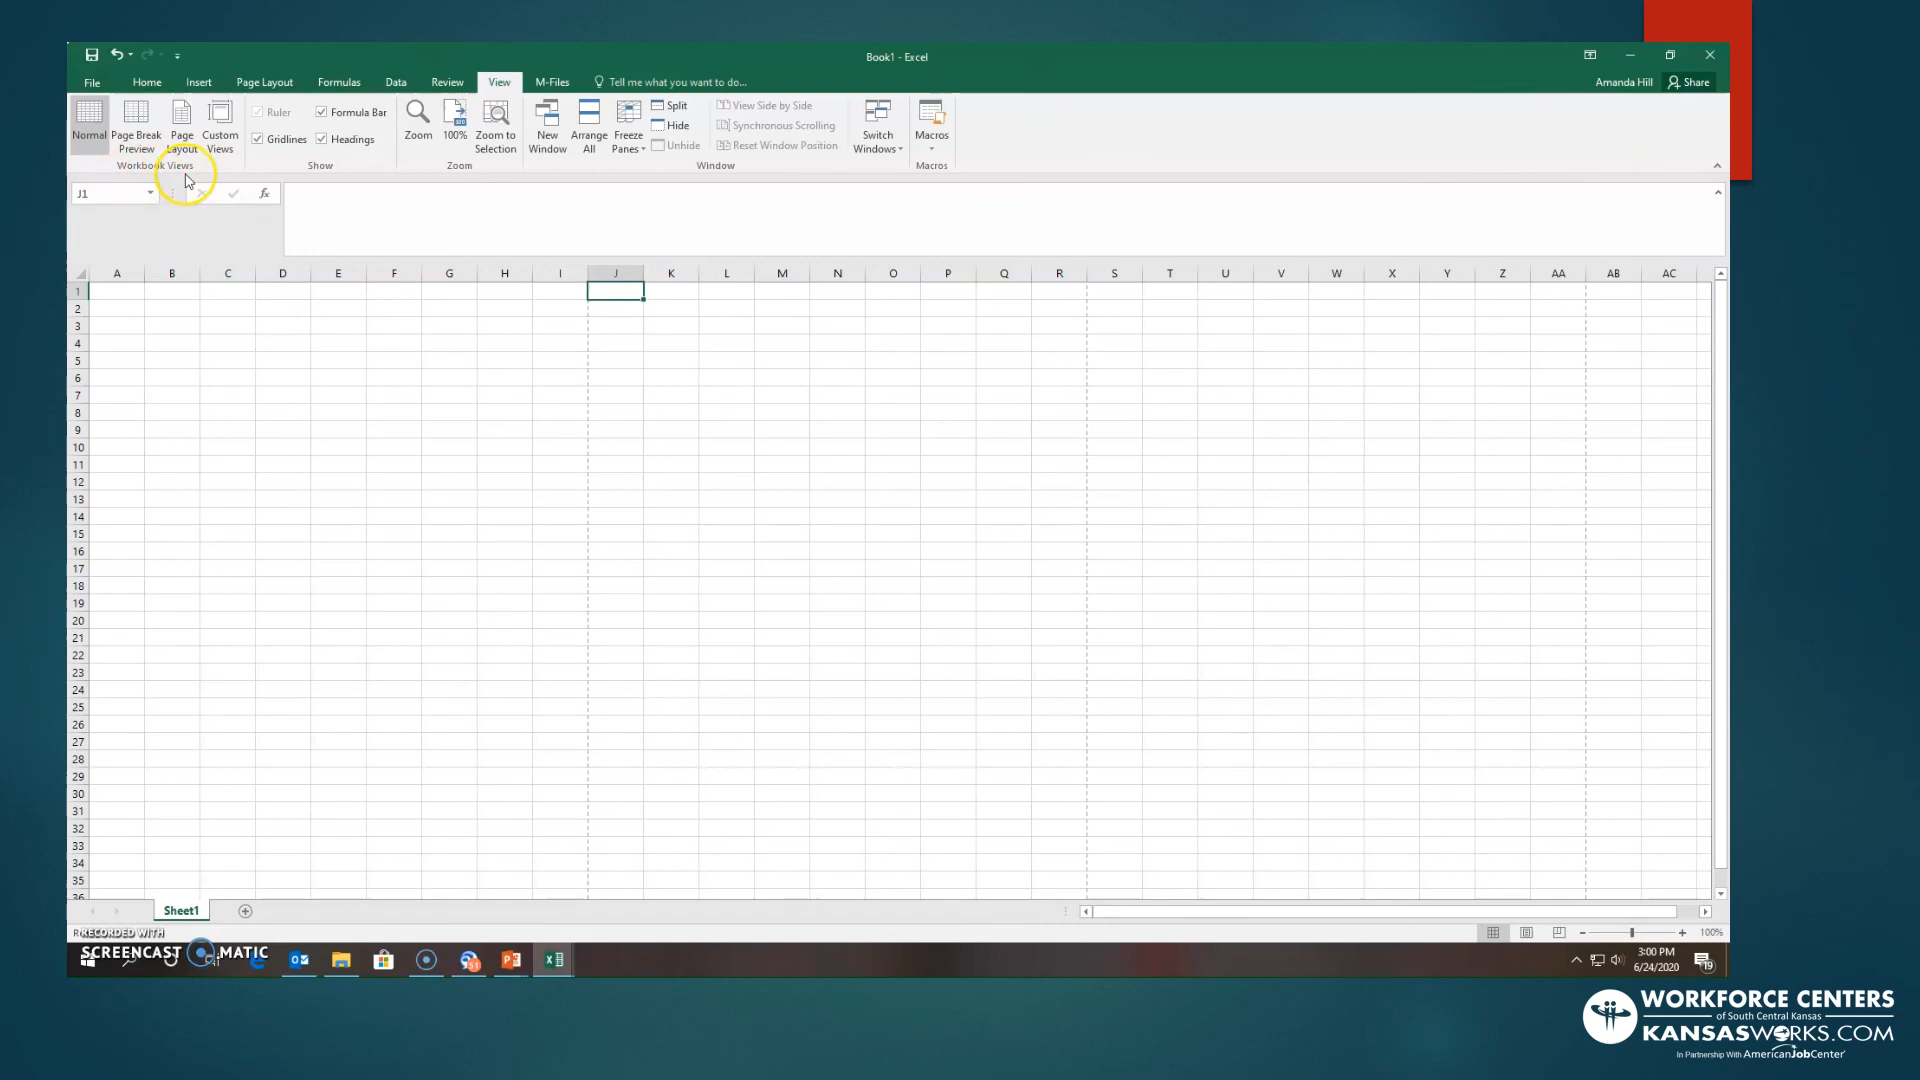 Book1 - Excel
File Home Insert Page Layout Formulas Data Review View M-Files Tell me what you want to do... Amanda Hill Share
Normal Page Break Preview Page Layout Custom Views
Workbook Views
Ruler Formula Bar
Gridlines Headings
Show
Zoom 100% Zoom to Selection
Zoom
New Window Arrange All Freeze Panes
Split
Hide
Unhide
View Side by Side
Synchronous Scrolling
Reset Window Position
Switch Windows
Window
Macros
Macros
J1 fx
A B C D E F G H I J K L M N O P Q R S T U V W X Y Z AA AB AC
1
2
3
4
5
6
7
8
9
10
11
12
13
14
15
16
17
18
19
20
21
22
23
24
25
26
27
28
29
30
31
32
33
34
35
36
Sheet1
100%
RECORDED WITH
SCREENCAST MATIC
3:00 PM
6/24/2020
19
WORKFORCE CENTERS
of South Central Kansas
KANSASWORKS.COM
In Partnership With AmericanJobCenter